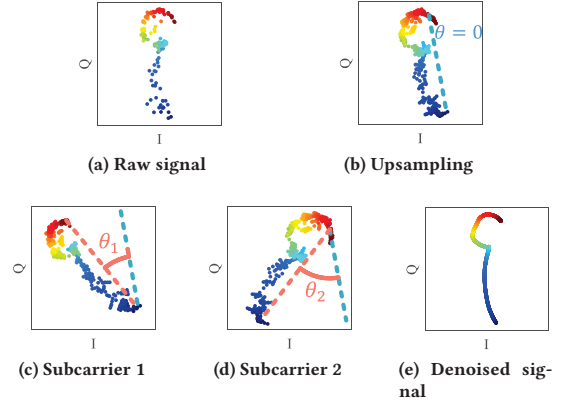 Q
I
(a) Raw signal
θ = 0
Q
I
(b) Upsampling
θ1
Q
I
(c) Subcarrier 1
θ2
Q
I
(d) Subcarrier 2
Q
I
(e) Denoised sig-
nal